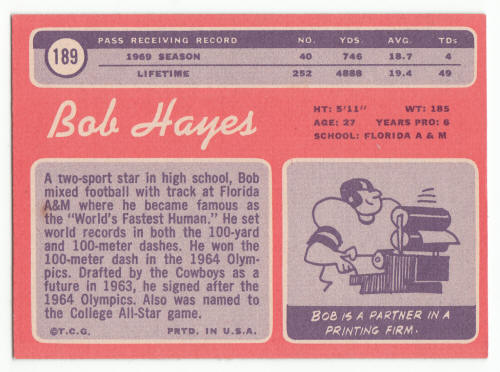 189
PASS RECEIVING RECORD NO. YDS. AVG. TDs
1969 SEASON 40 746 18.7 4
LIFETIME 252 4888 19.4 49
Bob Hayes
HT: 5'11" WT: 185
AGE: 27 YEARS PRO: 6
SCHOOL: FLORIDA A & M
A two-sport star in high school, Bob
mixed football with track at Florida
A&M where he became famous as
the "World's Fastest Human." He set
world records in both the 100-yard
and 100-meter dashes. He won the
100-meter dash in the 1964 Olym-
pics. Drafted by the Cowboys as a
future in 1963, he signed after the
1964 Olympics. Also was named to
the College All-Star game.
©T.C.G. PRTD. IN U.S.A.
BOB IS A PARTNER IN A
PRINTING FIRM.